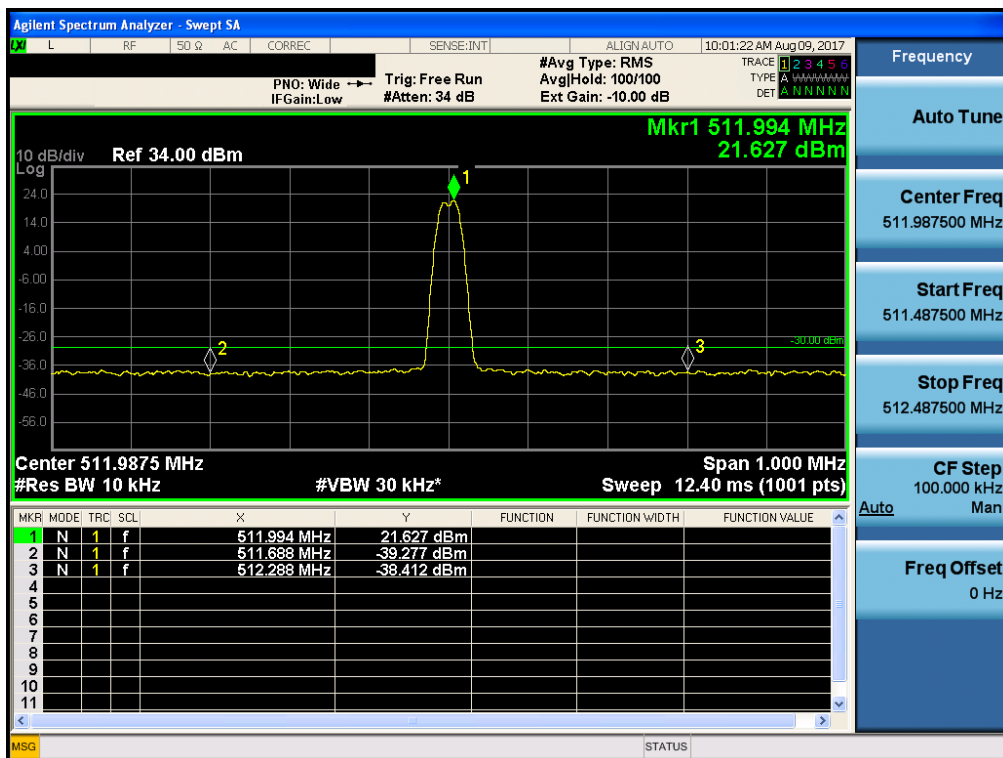 Agilent Spectrum Analyzer - Swept SA
LXI L RF 50 Ω AC CORREC SENSE:INT ALIGN AUTO 10:01:22 AM Aug 09, 2017
PNO: Wide
IFGain:Low
Trig: Free Run
#Atten: 34 dB
#Avg Type: RMS
Avg|Hold: 100/100
Ext Gain: -10.00 dB
TRACE 1 2 3 4 5 6
TYPE A
DET A N N N N N
Mkr1 511.994 MHz
21.627 dBm
10 dB/div Ref 34.00 dBm
Log
24.0
14.0
4.00
-6.00
-16.0
-26.0
-36.0
-46.0
-56.0
1
2
3
-30.00 dBm
Center 511.9875 MHz Span 1.000 MHz
#Res BW 10 kHz #VBW 30 kHz* Sweep 12.40 ms (1001 pts)
MKR MODE TRC SCL X Y FUNCTION FUNCTION WIDTH FUNCTION VALUE
1 N 1 f 511.994 MHz 21.627 dBm
2 N 1 f 511.688 MHz -39.277 dBm
3 N 1 f 512.288 MHz -38.412 dBm
4
5
6
7
8
9
10
11
MSG STATUS
Frequency
Auto Tune
Center Freq
511.987500 MHz
Start Freq
511.487500 MHz
Stop Freq
512.487500 MHz
CF Step
100.000 kHz
Auto Man
Freq Offset
0 Hz